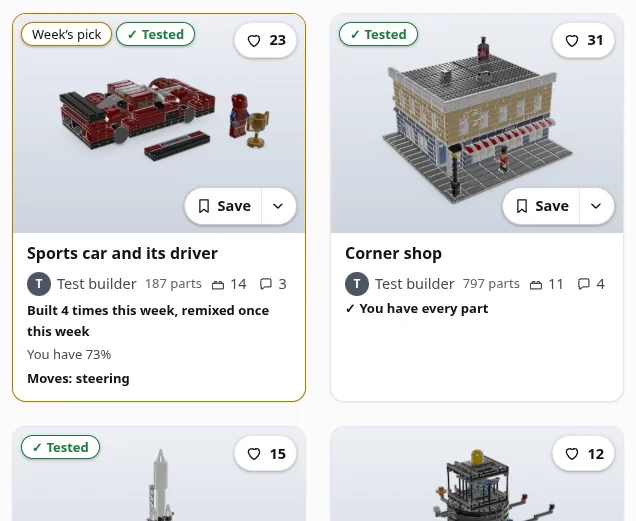 Week's pick
✓ Tested
23
Save
Sports car and its driver
T Test builder 187 parts 14 3
Built 4 times this week, remixed once
this week
You have 73%
Moves: steering
✓ Tested
31
Save
Corner shop
T Test builder 797 parts 11 4
✓ You have every part
✓ Tested
15
12